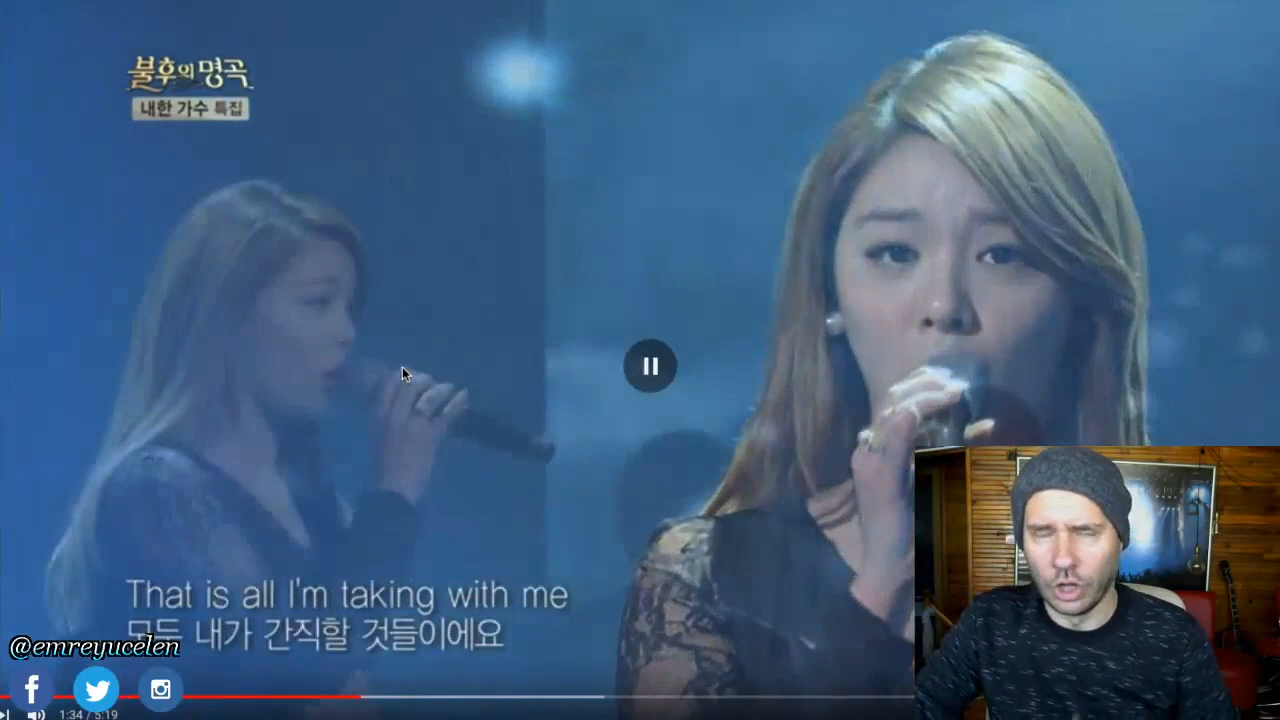 불후의 명곡
내한 가수 특집
That is all I'm taking with me
모두 내가 간직할 것들이에요
@emreyucelen
1:34 / 5:19